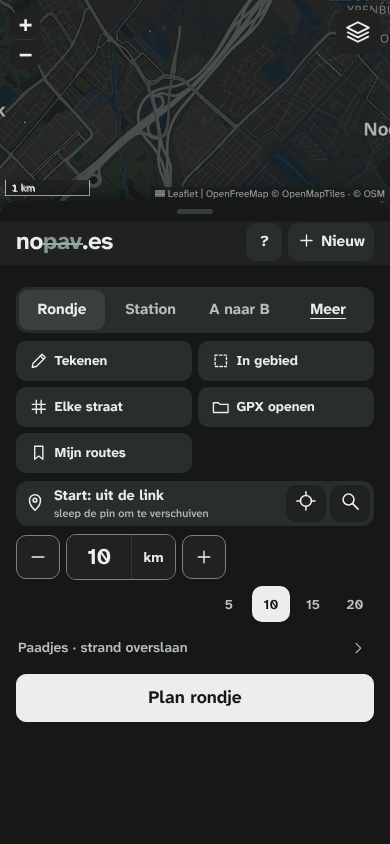 +
−
1 km
Leaflet | OpenFreeMap © OpenMapTiles · © OSM
nopav.es
?
+ Nieuw
Rondje Station A naar B Meer
Tekenen In gebied
Elke straat GPX openen
Mijn routes
Start: uit de link
sleep de pin om te verschuiven
− 10 km +
5 10 15 20
Paadjes · strand overslaan
Plan rondje